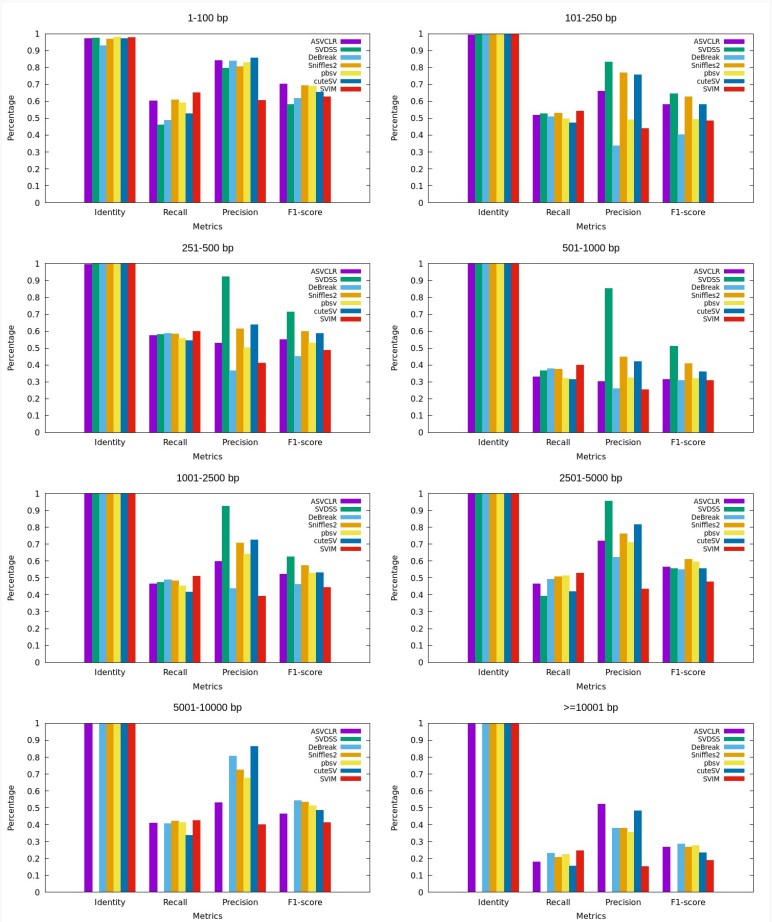 1-100 bp
1
0.9
0.8
0.7
0.6
0.5
0.4
0.3
0.2
0.1
0
Percentage
ASVCLR
SVDSS
DeBreak
Sniffles2
pbsv
cuteSV
SVIM
Identity Recall Precision F1-score
Metrics
101-250 bp
1
0.9
0.8
0.7
0.6
0.5
0.4
0.3
0.2
0.1
0
Percentage
ASVCLR
SVDSS
DeBreak
Sniffles2
pbsv
cuteSV
SVIM
Identity Recall Precision F1-score
Metrics
251-500 bp
1
0.9
0.8
0.7
0.6
0.5
0.4
0.3
0.2
0.1
0
Percentage
ASVCLR
SVDSS
DeBreak
Sniffles2
pbsv
cuteSV
SVIM
Identity Recall Precision F1-score
Metrics
501-1000 bp
1
0.9
0.8
0.7
0.6
0.5
0.4
0.3
0.2
0.1
0
Percentage
ASVCLR
SVDSS
DeBreak
Sniffles2
pbsv
cuteSV
SVIM
Identity Recall Precision F1-score
Metrics
1001-2500 bp
1
0.9
0.8
0.7
0.6
0.5
0.4
0.3
0.2
0.1
0
Percentage
ASVCLR
SVDSS
DeBreak
Sniffles2
pbsv
cuteSV
SVIM
Identity Recall Precision F1-score
Metrics
2501-5000 bp
1
0.9
0.8
0.7
0.6
0.5
0.4
0.3
0.2
0.1
0
Percentage
ASVCLR
SVDSS
DeBreak
Sniffles2
pbsv
cuteSV
SVIM
Identity Recall Precision F1-score
Metrics
5001-10000 bp
1
0.9
0.8
0.7
0.6
0.5
0.4
0.3
0.2
0.1
0
Percentage
ASVCLR
SVDSS
DeBreak
Sniffles2
pbsv
cuteSV
SVIM
Identity Recall Precision F1-score
Metrics
>=10001 bp
1
0.9
0.8
0.7
0.6
0.5
0.4
0.3
0.2
0.1
0
Percentage
ASVCLR
SVDSS
DeBreak
Sniffles2
pbsv
cuteSV
SVIM
Identity Recall Precision F1-score
Metrics